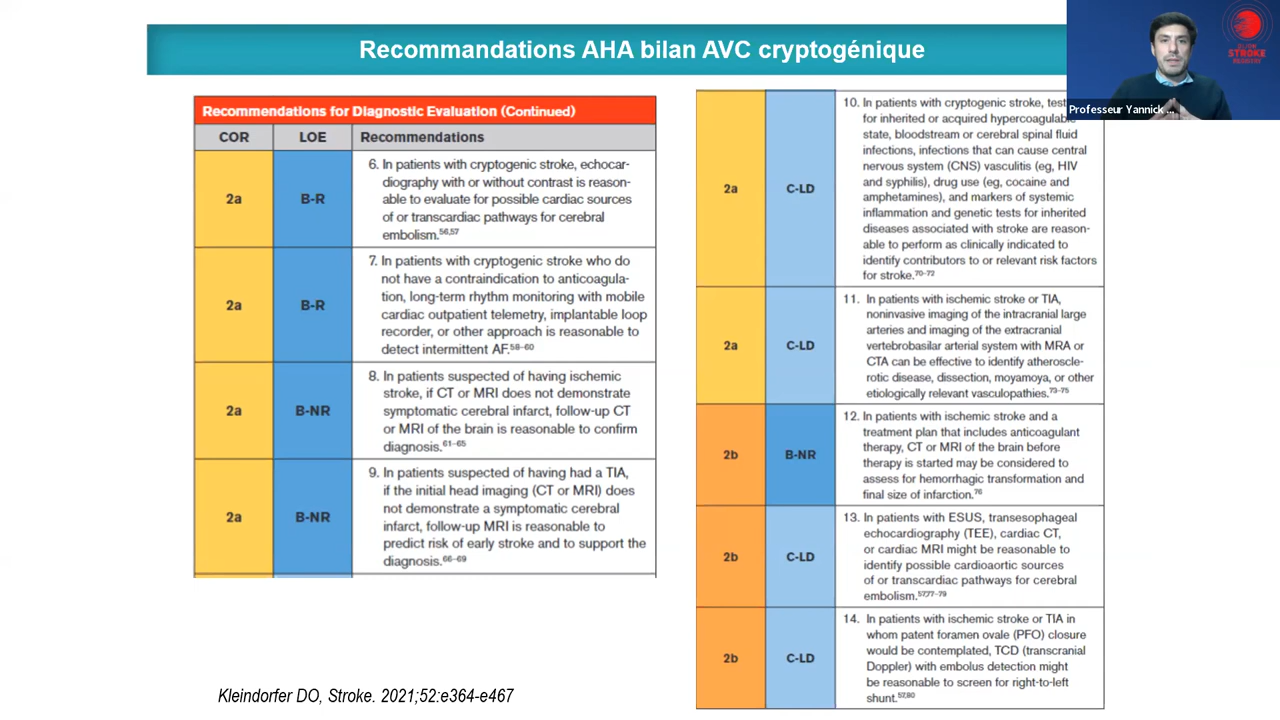 Recommandations AHA bilan AVC cryptogénique
STROKE
Professeur Yannick ...
Recommendations for Diagnostic Evaluation (Continued)
COR LOE Recommendations
2a B-R 6. In patients with cryptogenic stroke, echocar-
diography with or without contrast is reason-
able to evaluate for possible cardiac sources
of or transcardiac pathways for cerebral
embolism.56,57
2a B-R 7. In patients with cryptogenic stroke who do
not have a contraindication to anticoagula-
tion, long-term rhythm monitoring with mobile
cardiac outpatient telemetry, implantable loop
recorder, or other approach is reasonable to
detect intermittent AF.58–60
2a B-NR 8. In patients suspected of having ischemic
stroke, if CT or MRI does not demonstrate
symptomatic cerebral infarct, follow-up CT
or MRI of the brain is reasonable to confirm
diagnosis.61–65
2a B-NR 9. In patients suspected of having had a TIA,
if the initial head imaging (CT or MRI) does
not demonstrate a symptomatic cerebral
infarct, follow-up MRI is reasonable to
predict risk of early stroke and to support the
diagnosis.66–69
2a C-LD 10. In patients with cryptogenic stroke, tes
for inherited or acquired hypercoagulable
state, bloodstream or cerebral spinal fluid
infections, infections that can cause central
nervous system (CNS) vasculitis (eg, HIV
and syphilis), drug use (eg, cocaine and
amphetamines), and markers of systemic
inflammation and genetic tests for inherited
diseases associated with stroke are reason-
able to perform as clinically indicated to
identify contributors to or relevant risk factors
for stroke.70–72
2a C-LD 11. In patients with ischemic stroke or TIA,
noninvasive imaging of the intracranial large
arteries and imaging of the extracranial
vertebrobasilar arterial system with MRA or
CTA can be effective to identify atheroscle-
rotic disease, dissection, moyamoya, or other
etiologically relevant vasculopathies.73–75
2b B-NR 12. In patients with ischemic stroke and a
treatment plan that includes anticoagulant
therapy, CT or MRI of the brain before
therapy is started may be considered to
assess for hemorrhagic transformation and
final size of infarction.76
2b C-LD 13. In patients with ESUS, transesophageal
echocardiography (TEE), cardiac CT,
or cardiac MRI might be reasonable to
identify possible cardioaortic sources
of or transcardiac pathways for cerebral
embolism.57,77–79
2b C-LD 14. In patients with ischemic stroke or TIA in
whom patent foramen ovale (PFO) closure
would be contemplated, TCD (transcranial
Doppler) with embolus detection might
be reasonable to screen for right-to-left
shunt.57,80
Kleindorfer DO, Stroke. 2021;52:e364-e467